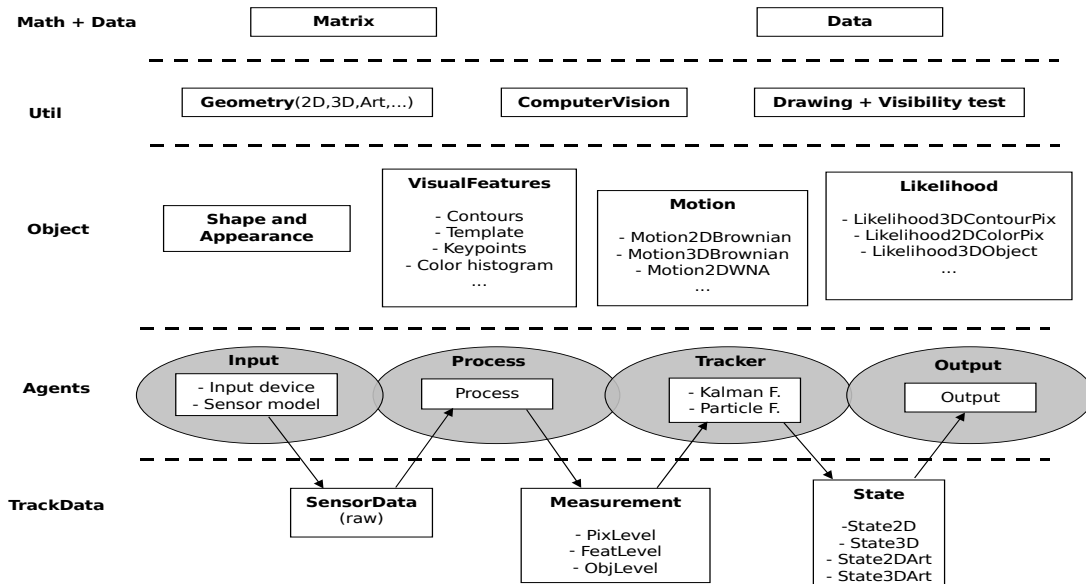 Math + Data
Matrix
Data
Util
Geometry(2D,3D,Art,...)
ComputerVision
Drawing + Visibility test
Object
Shape and
Appearance
VisualFeatures
- Contours
- Template
- Keypoints
- Color histogram
...
Motion
- Motion2DBrownian
- Motion3DBrownian
- Motion2DWNA
...
Likelihood
- Likelihood3DContourPix
- Likelihood2DColorPix
- Likelihood3DObject
...
Agents
Input
- Input device
- Sensor model
Process
Process
Tracker
- Kalman F.
- Particle F.
Output
Output
TrackData
SensorData
(raw)
Measurement
- PixLevel
- FeatLevel
- ObjLevel
State
-State2D
- State3D
- State2DArt
- State3DArt